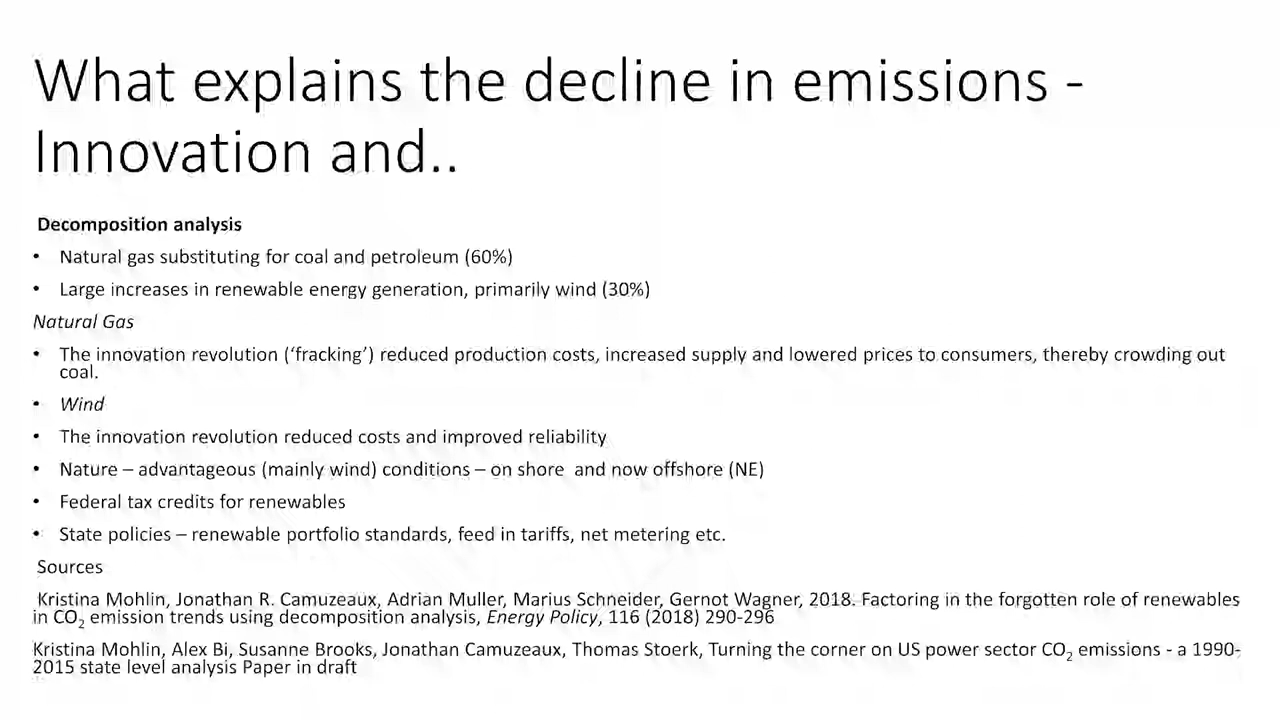 What explains the decline in emissions -
Innovation and..
Decomposition analysis
• Natural gas substituting for coal and petroleum (60%)
• Large increases in renewable energy generation, primarily wind (30%)
Natural Gas
• The innovation revolution (‘fracking’) reduced production costs, increased supply and lowered prices to consumers, thereby crowding out
coal.
• Wind
• The innovation revolution reduced costs and improved reliability
• Nature – advantageous (mainly wind) conditions – on shore and now offshore (NE)
• Federal tax credits for renewables
• State policies – renewable portfolio standards, feed in tariffs, net metering etc.
Sources
Kristina Mohlin, Jonathan R. Camuzeaux, Adrian Muller, Marius Schneider, Gernot Wagner, 2018. Factoring in the forgotten role of renewables
in CO₂ emission trends using decomposition analysis, Energy Policy, 116 (2018) 290-296
Kristina Mohlin, Alex Bi, Susanne Brooks, Jonathan Camuzeaux, Thomas Stoerk, Turning the corner on US power sector CO₂ emissions - a 1990-
2015 state level analysis Paper in draft